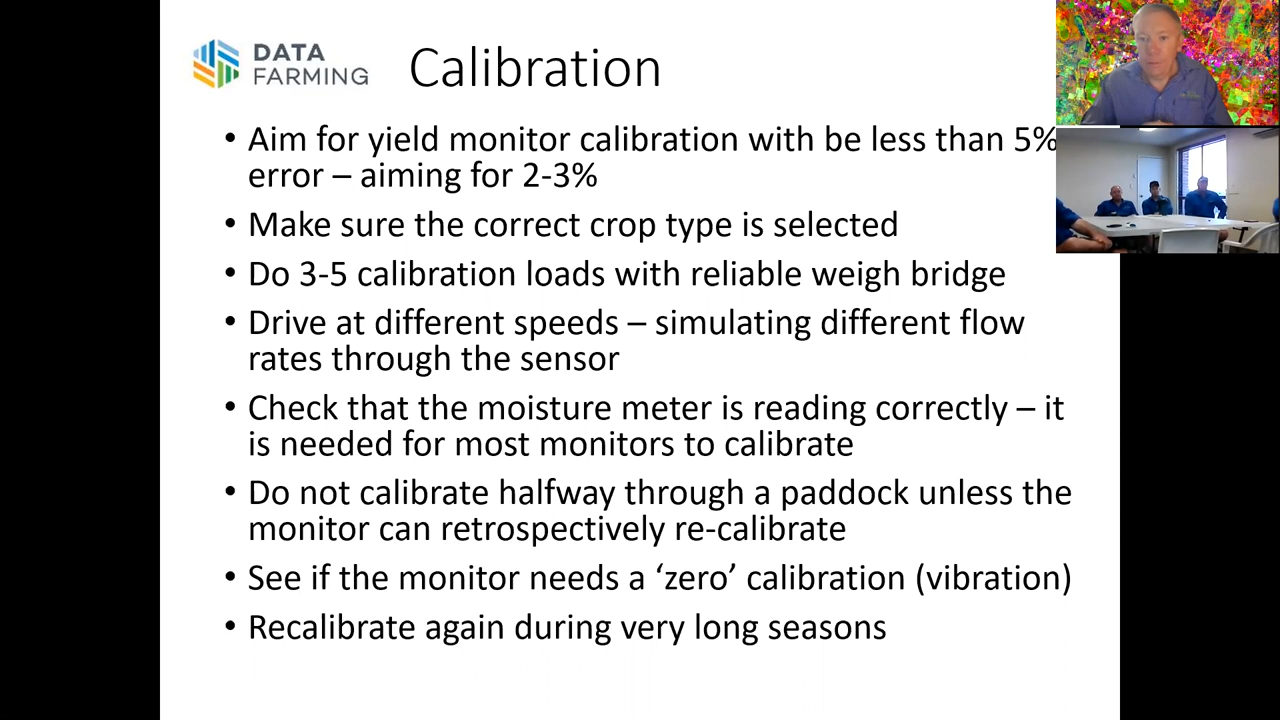 DATA
FARMING
Calibration
• Aim for yield monitor calibration with be less than 5%
error – aiming for 2-3%
• Make sure the correct crop type is selected
• Do 3-5 calibration loads with reliable weigh bridge
• Drive at different speeds – simulating different flow
rates through the sensor
• Check that the moisture meter is reading correctly – it
is needed for most monitors to calibrate
• Do not calibrate halfway through a paddock unless the
monitor can retrospectively re-calibrate
• See if the monitor needs a ‘zero’ calibration (vibration)
• Recalibrate again during very long seasons